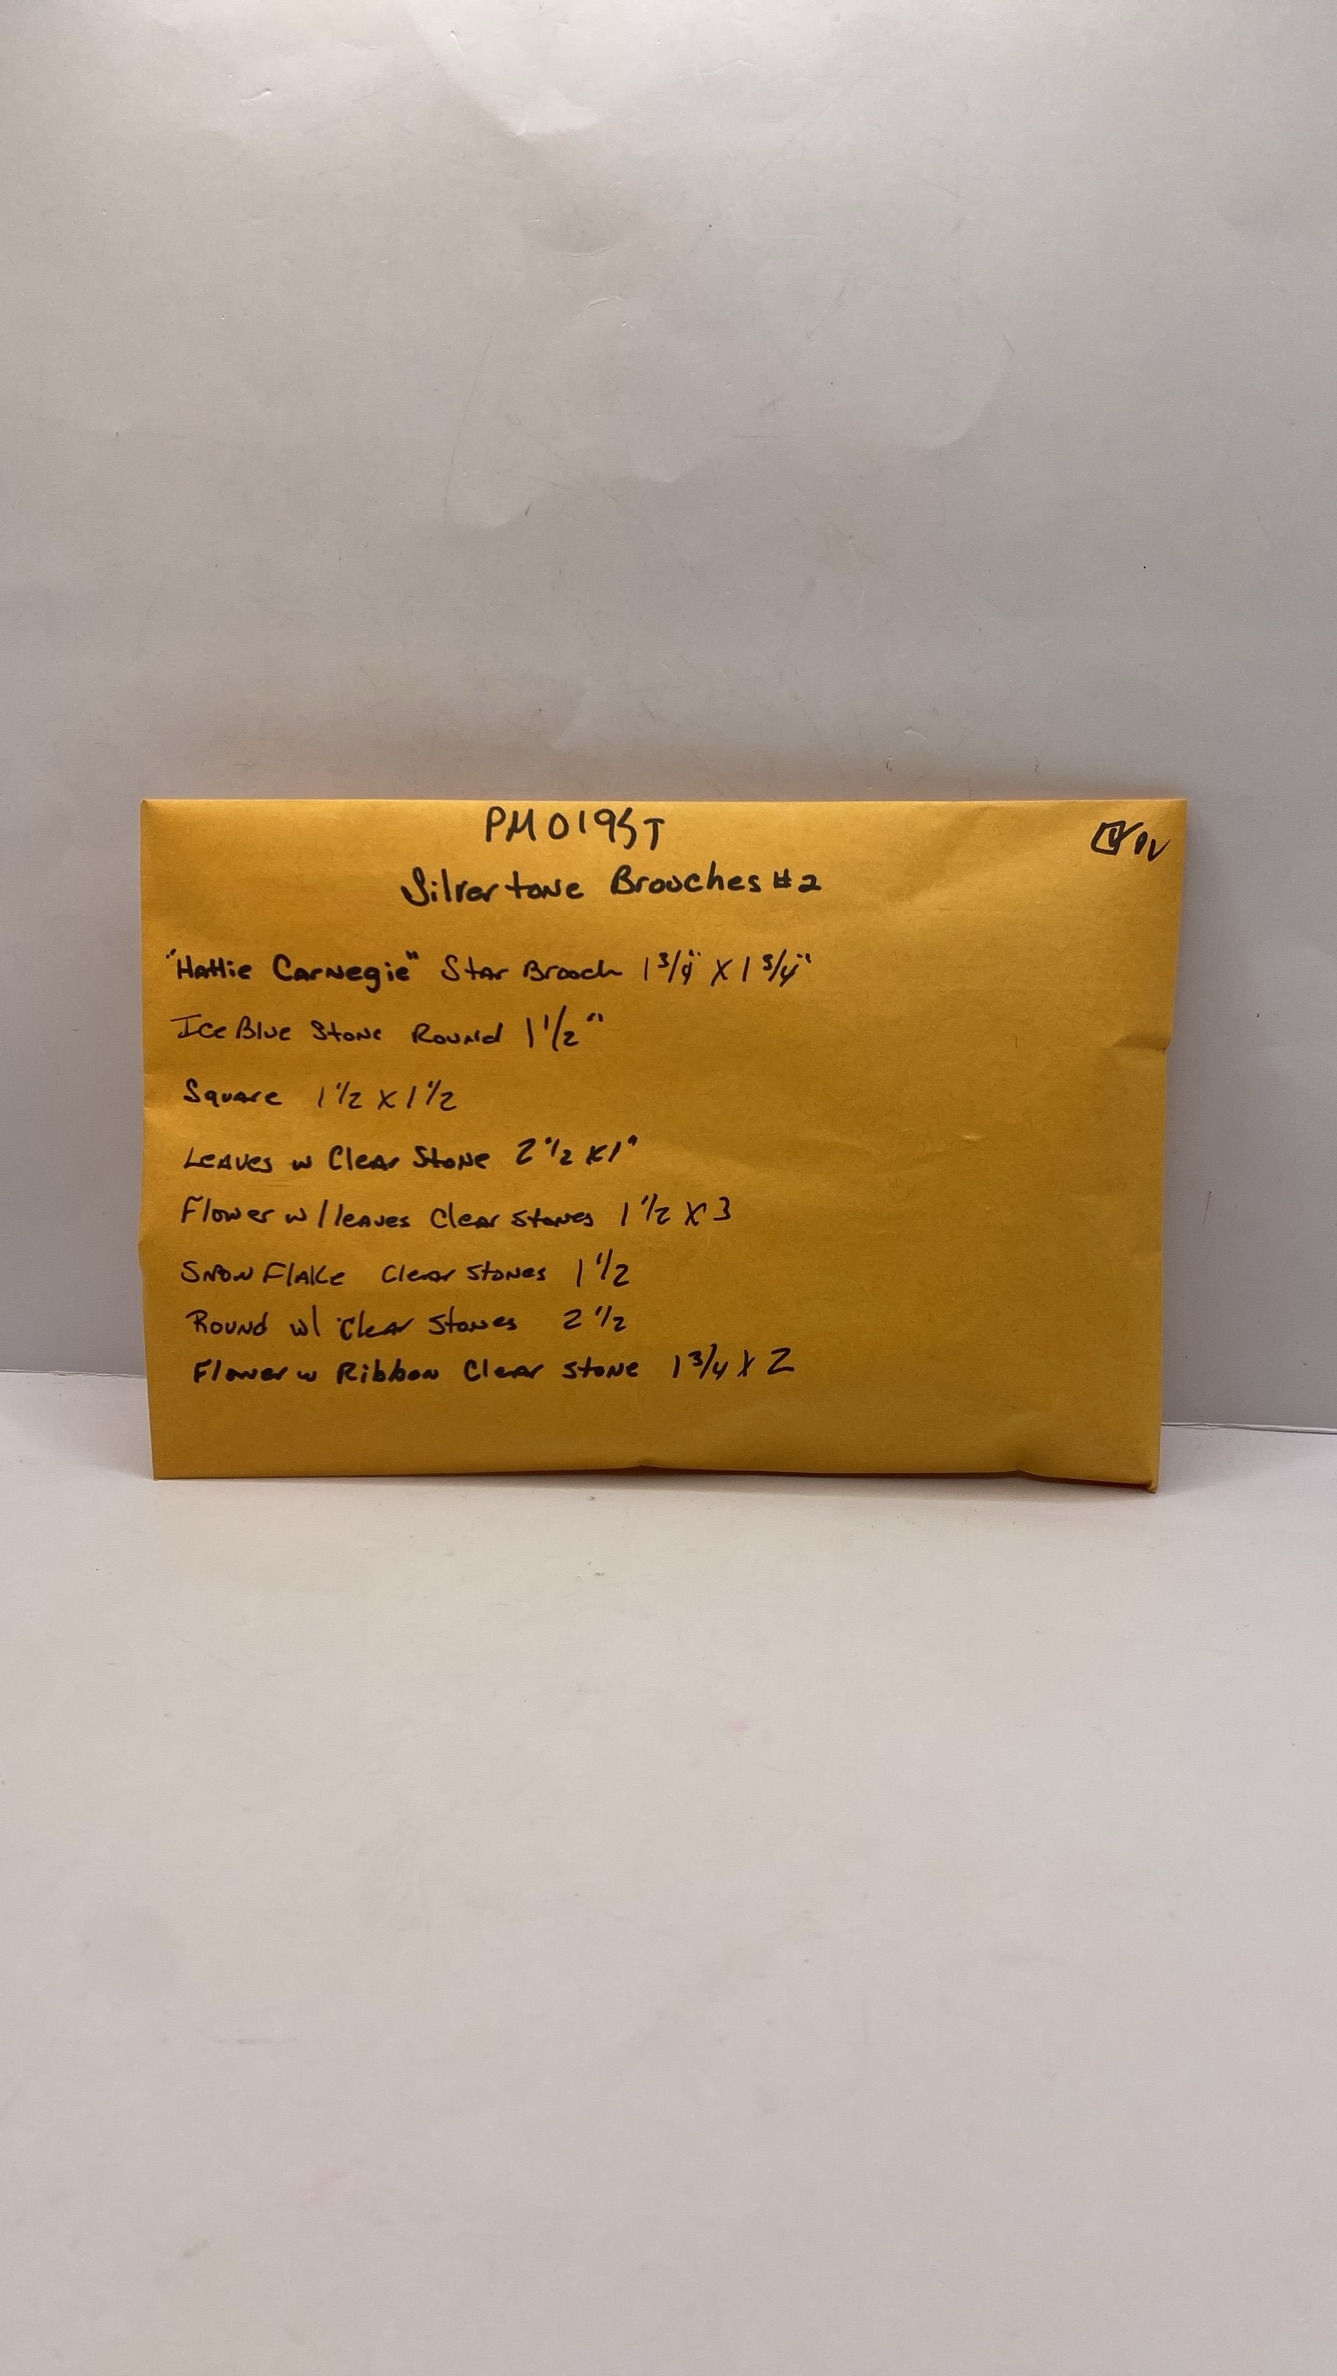 PM019ST
Silvertone Brooches #2
"Hattie Carnegie" Star Brooch 1 3/4" X 1 3/4"
Ice Blue Stone Round 1 1/2"
Square 1 1/2 X 1 1/2
Leaves w Clear Stone 2 1/2 X 1"
Flower w/leaves Clear Stones 1 1/2 X 3
Snow Flake Clear Stones 1 1/2
Round w/ Clear Stones 2 1/2
Flower w Ribbon Clear Stone 1 3/4 X 2